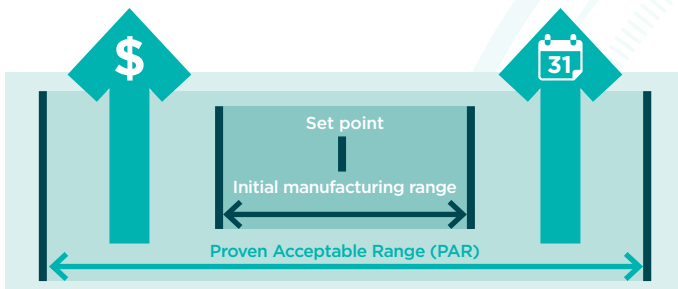 $
31
Set point
Initial manufacturing range
Proven Acceptable Range (PAR)